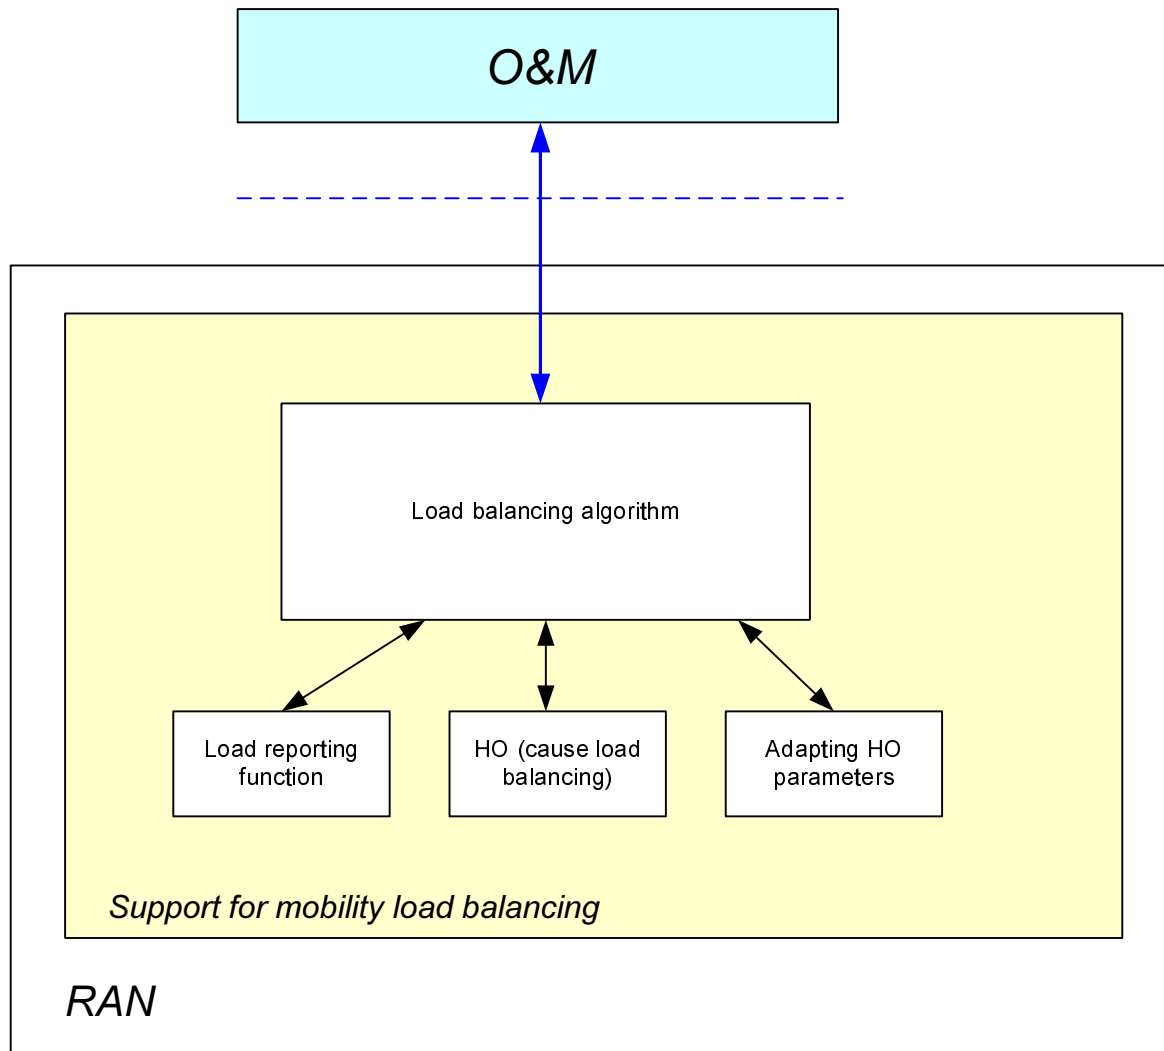 O&M
Load balancing algorithm
Load reporting
function
HO (cause load
balancing)
Adapting HO
parameters
Support for mobility load balancing
RAN